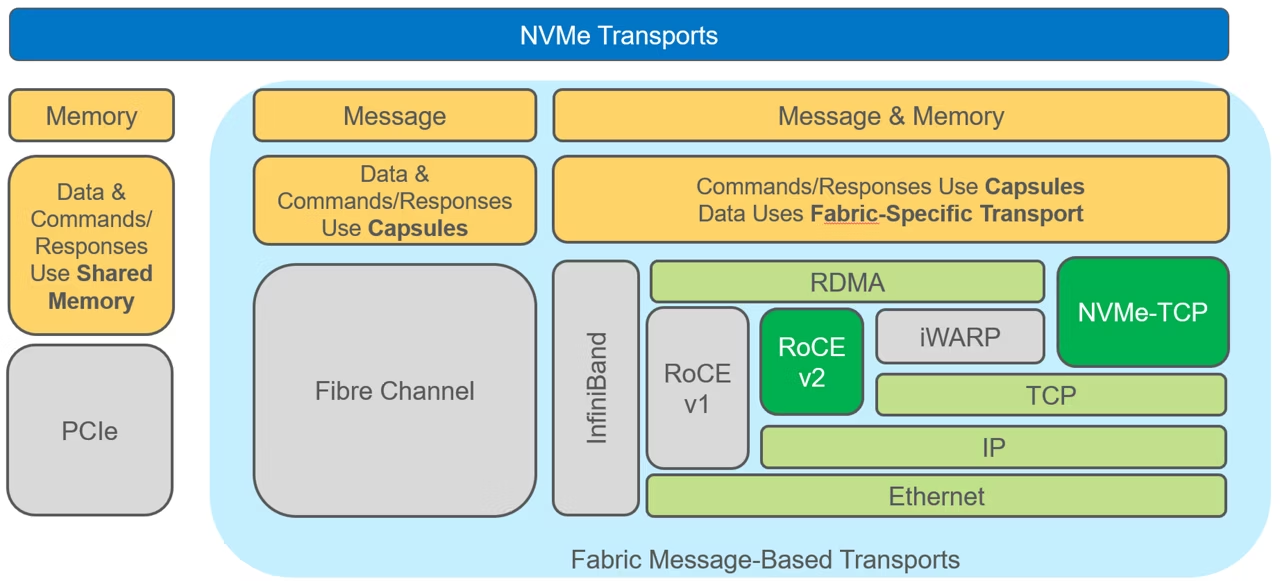 NVMe Transports
Memory
Message
Message & Memory
Data &
Commands/
Responses
Use Shared
Memory
Data &
Commands/Responses
Use Capsules
Commands/Responses Use Capsules
Data Uses Fabric-Specific Transport
PCIe
Fibre Channel
InfiniBand
RDMA
RoCE
v1
RoCE
v2
iWARP
NVMe-TCP
TCP
IP
Ethernet
Fabric Message-Based Transports